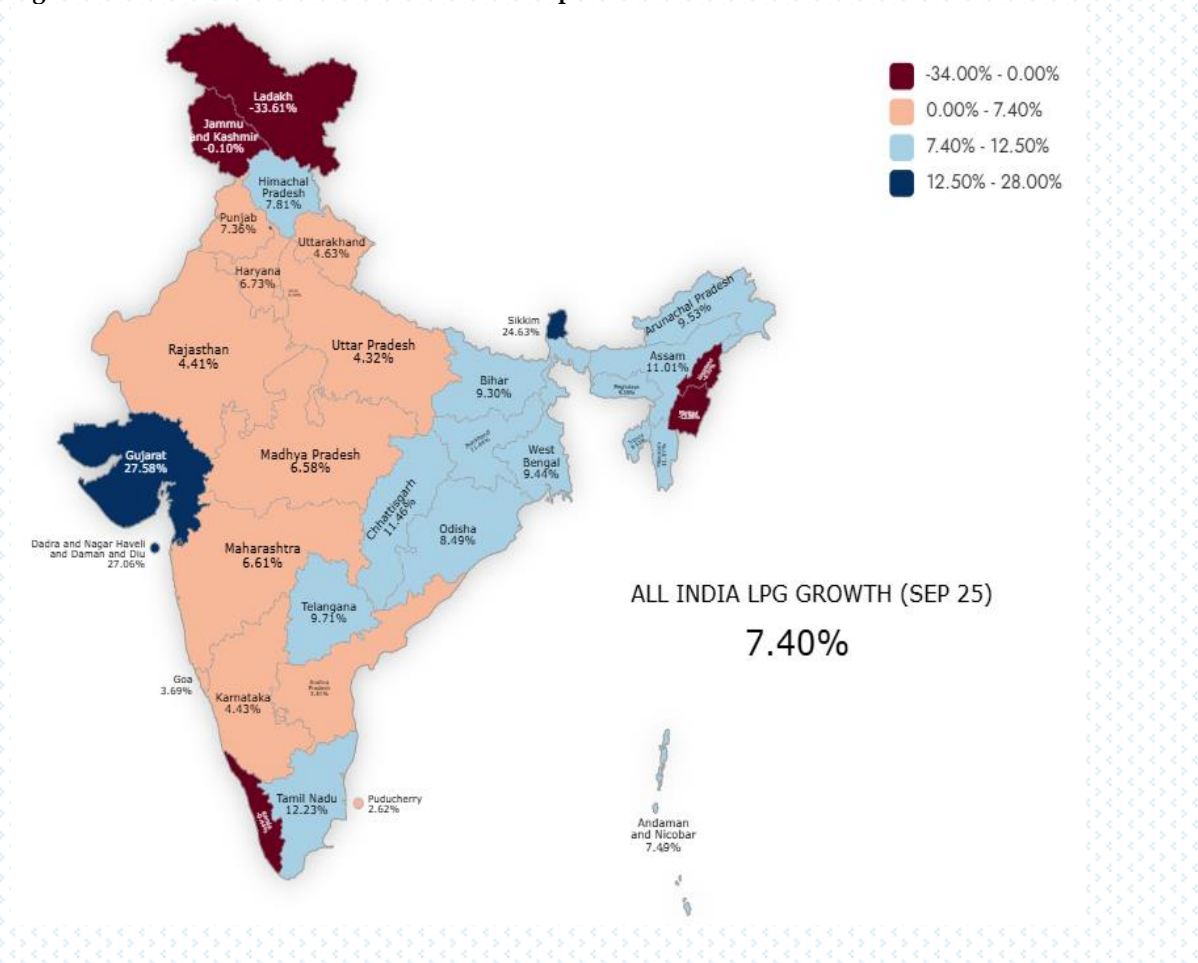 -34.00% - 0.00%
0.00% - 7.40%
7.40% - 12.50%
12.50% - 28.00%
Ladakh
-33.61%
Jammu
and Kashmir
-0.10%
Himachal
Pradesh
7.81%
Punjab
7.36%
Uttarakhand
4.63%
Haryana
6.73%
Sikkim
24.63%
Arunachal Pradesh
9.53%
Rajasthan
4.41%
Uttar Pradesh
4.32%
Assam
11.01%
Bihar
9.30%
Meghalaya
Gujarat
27.58%
Madhya Pradesh
6.58%
Jharkhand
West
Bengal
9.44%
Chhattisgarh
11.46%
Odisha
8.49%
Dadra and Nagar Haveli
and Daman and Diu
27.06%
Maharashtra
6.61%
Telangana
9.71%
ALL INDIA LPG GROWTH (SEP 25)
7.40%
Goa
3.69%
Karnataka
4.43%
Andhra
Pradesh
Tamil Nadu
12.23%
Puducherry
2.62%
Andaman
and Nicobar
7.49%